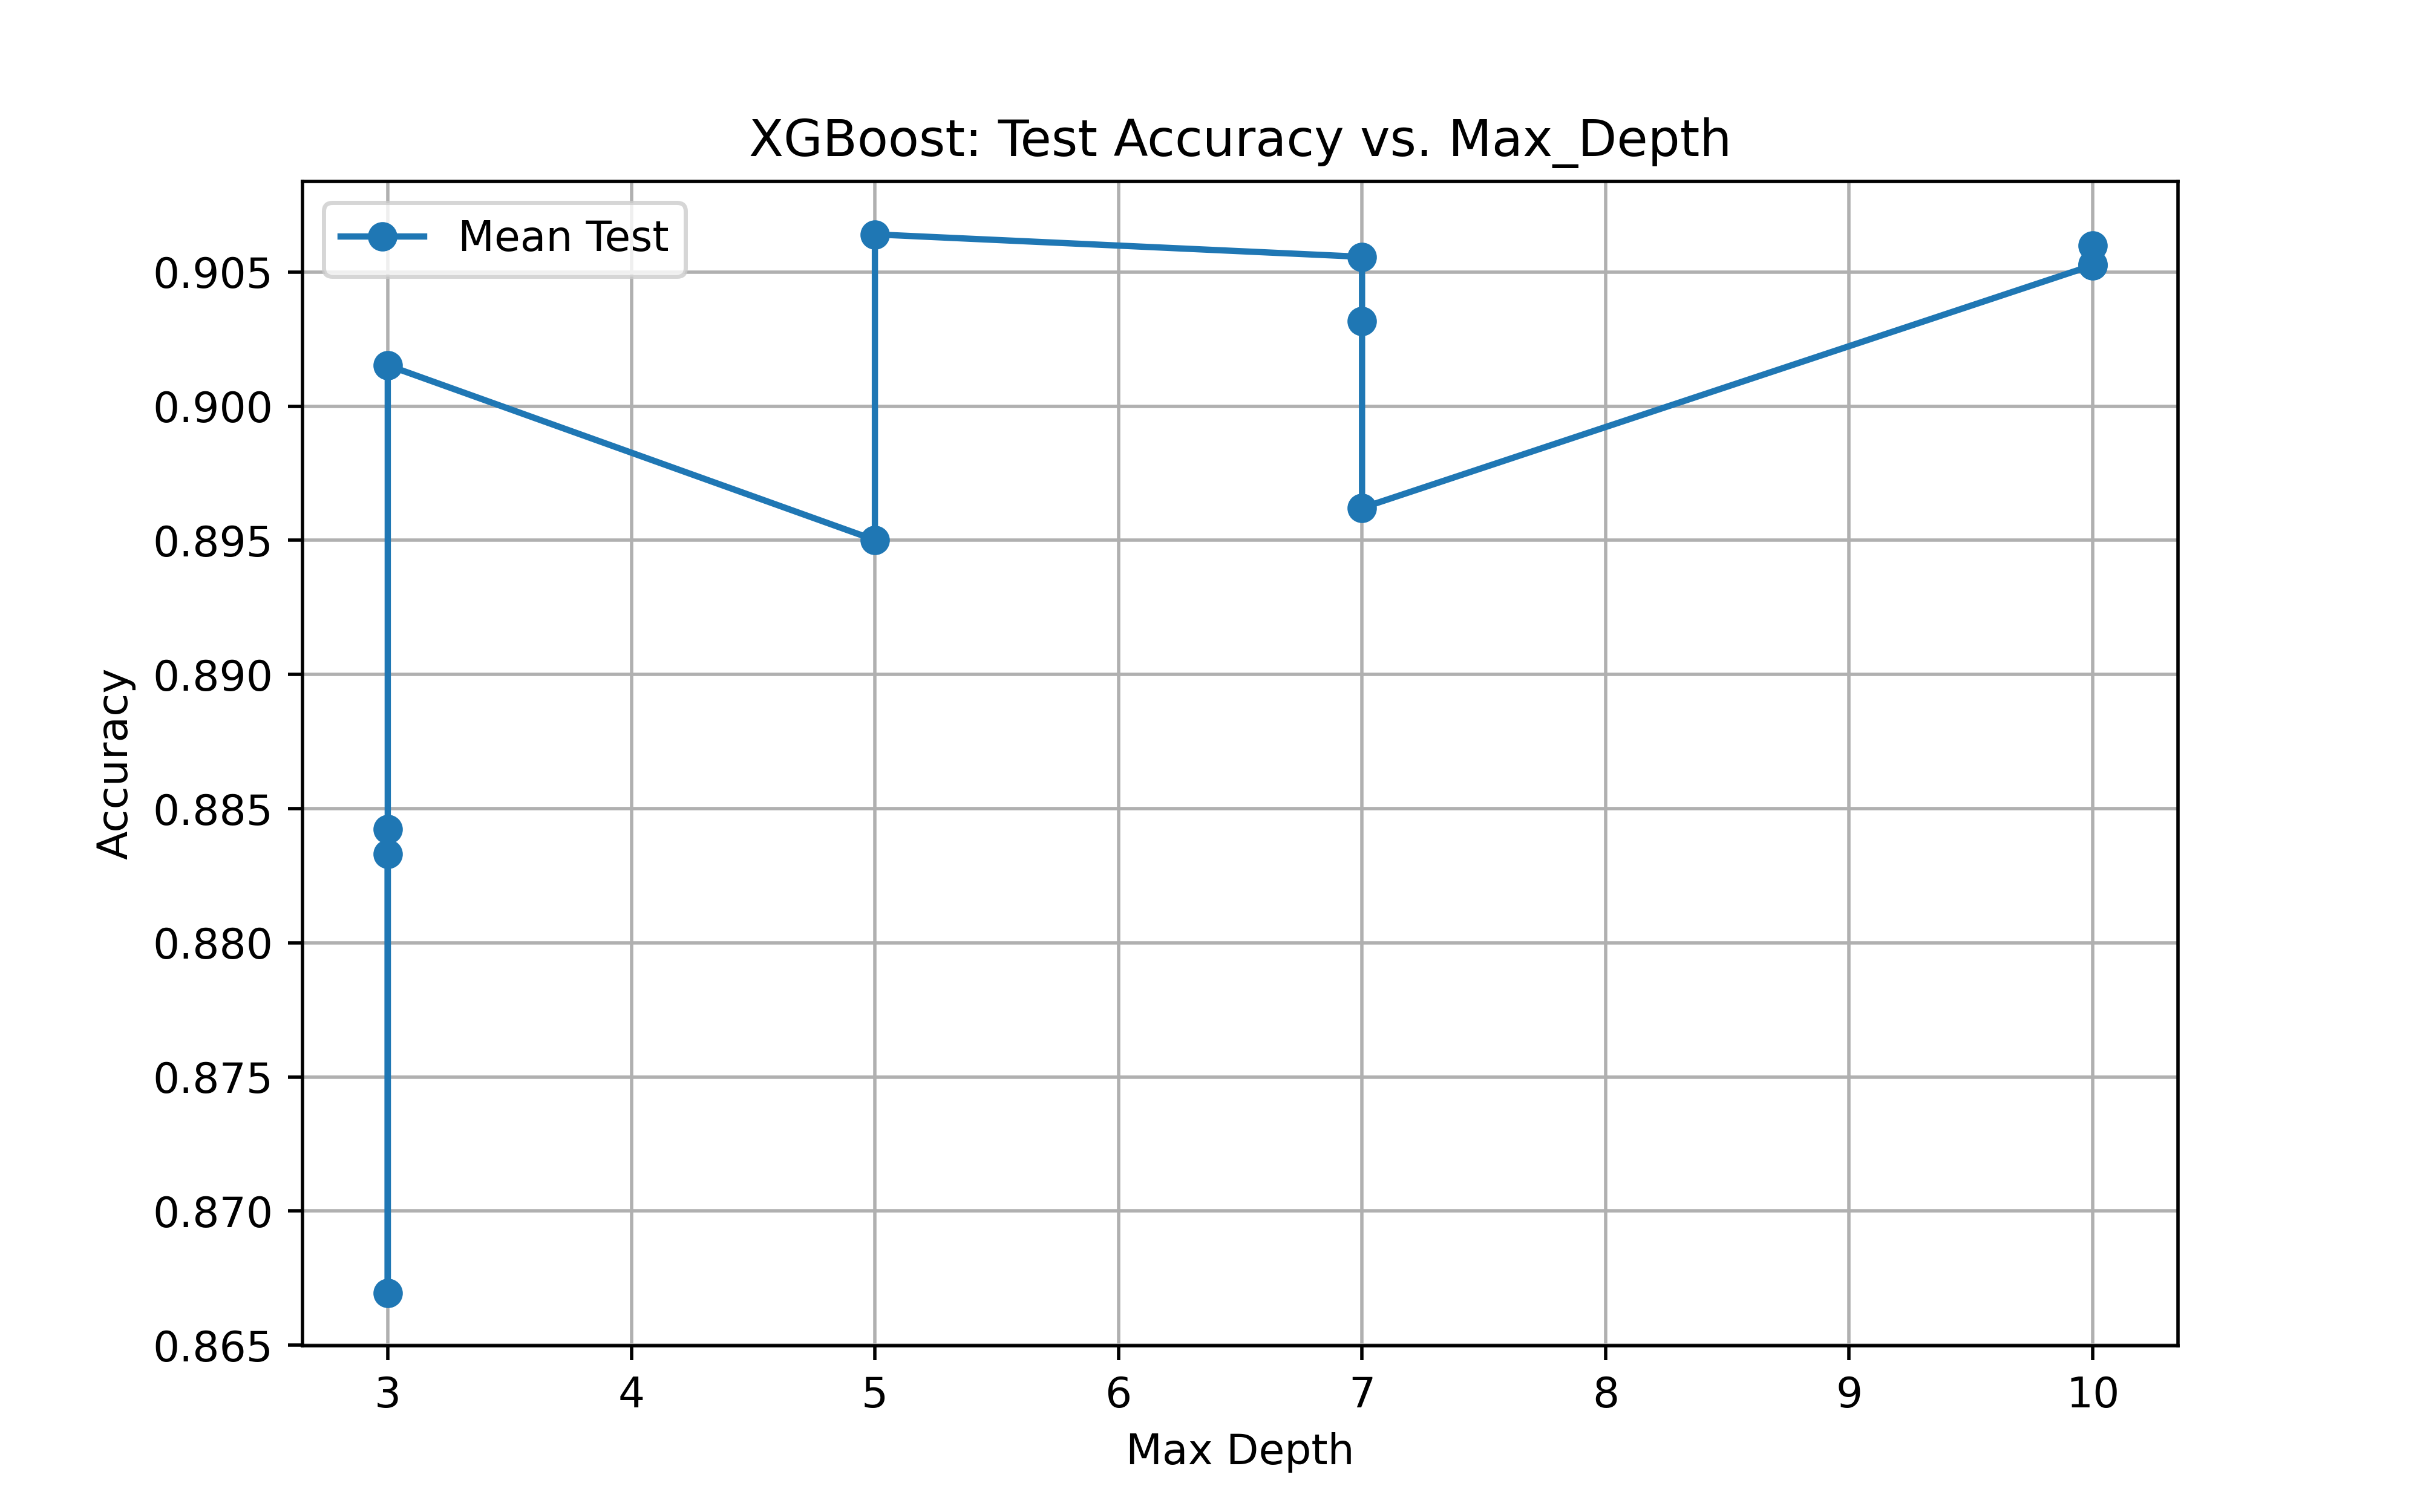 XGBoost: Test Accuracy vs. Max_Depth
Mean Test
0.905
0.900
0.895
0.890
0.885
0.880
0.875
0.870
0.865
Accuracy
3 4 5 6 7 8 9 10
Max Depth